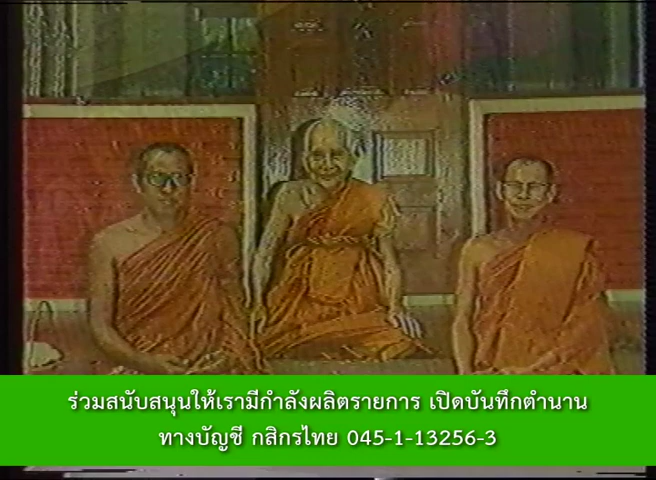 ร่วมสนับสนุนให้เรามีกำลังผลิตรายการ เปิดบันทึกตำนาน
ทางบัญชี กสิกรไทย 045-1-13256-3